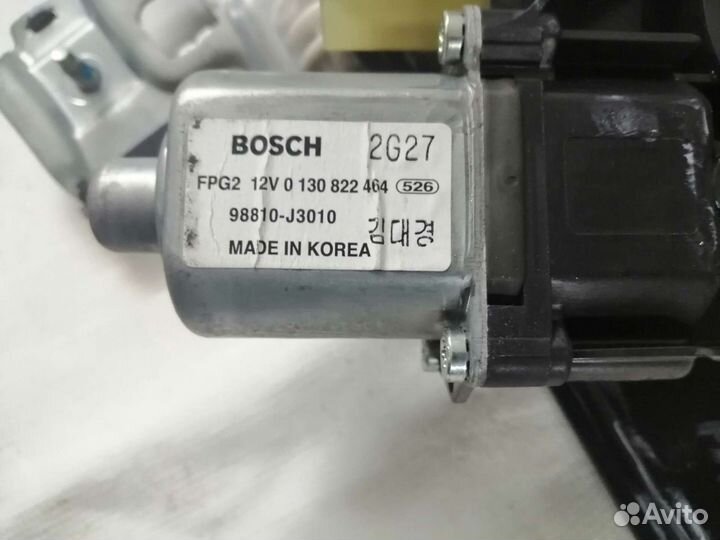 BOSCH 2G27
FPG2 12V 0 130 822 464 526
98810-J3010
김대경
MADE IN KOREA
Avito